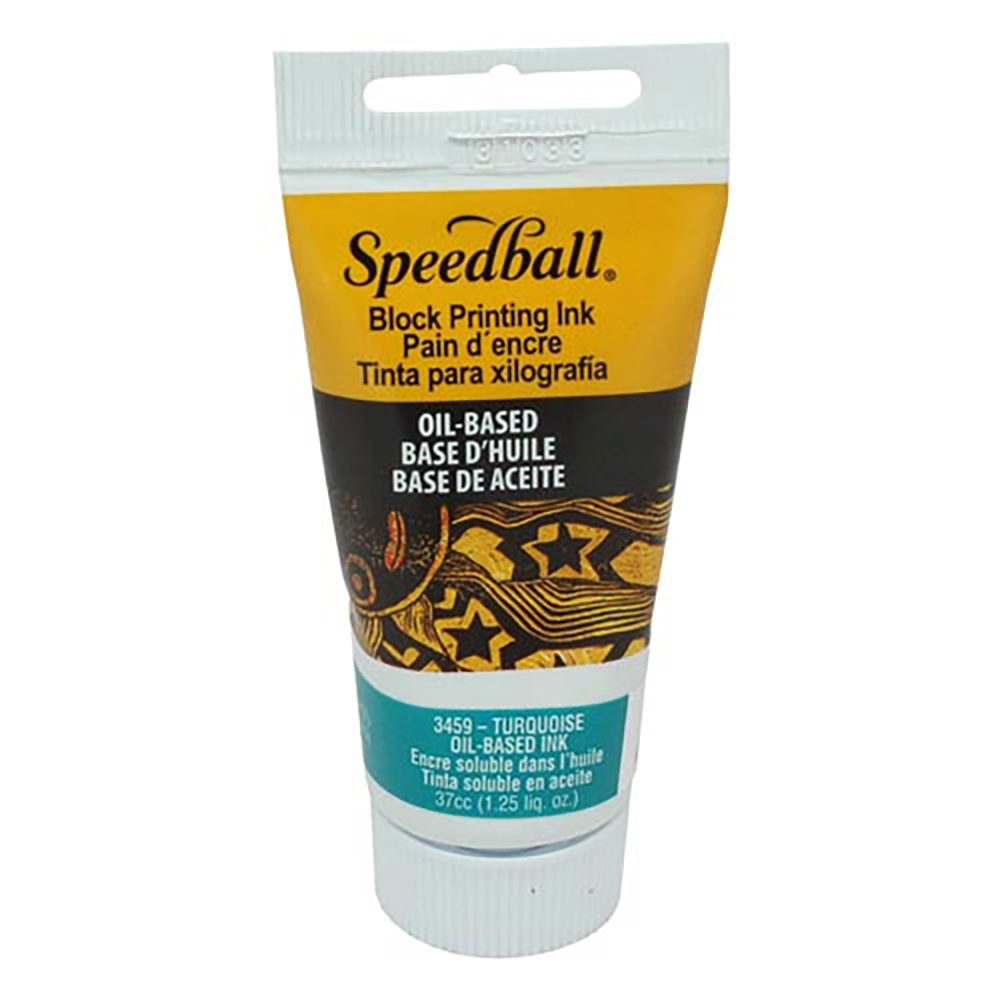 31033
Speedball®
Block Printing Ink
Pain d´encre
Tinta para xilografía
OIL-BASED
BASE D'HUILE
BASE DE ACEITE
3459 – TURQUOISE
OIL-BASED INK
Encre soluble dans l'huile
Tinta soluble en aceite
37cc (1.25 liq. oz.)